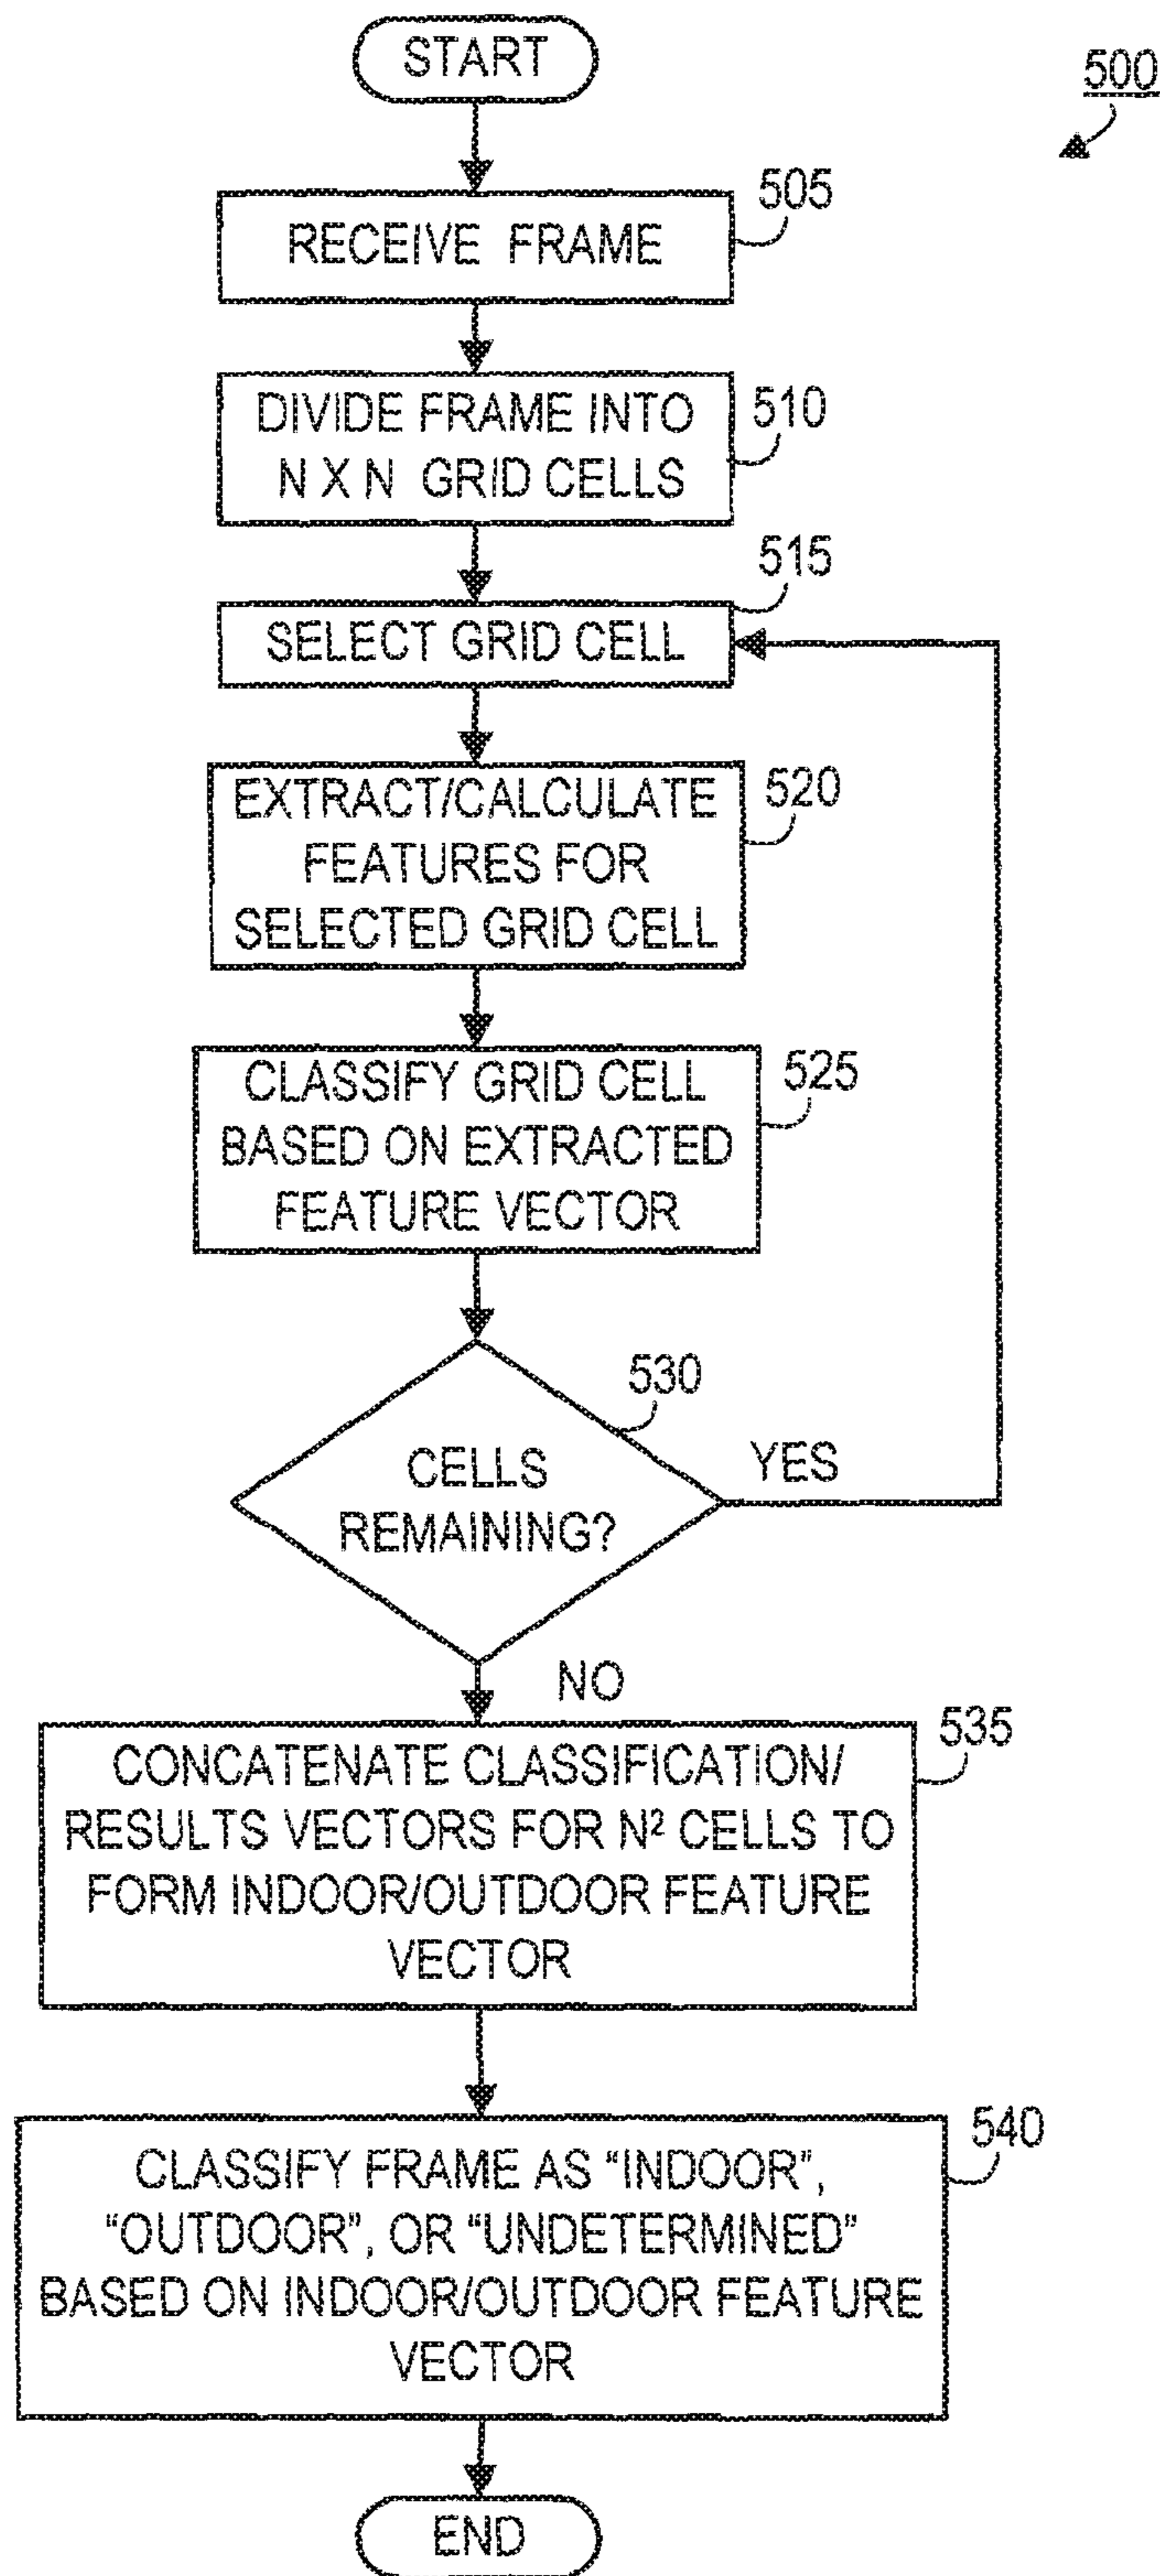 START
500
RECEIVE FRAME
505
DIVIDE FRAME INTO
N X N GRID CELLS
510
SELECT GRID CELL
515
EXTRACT/CALCULATE
FEATURES FOR
SELECTED GRID CELL
520
CLASSIFY GRID CELL
BASED ON EXTRACTED
FEATURE VECTOR
525
CELLS
REMAINING?
530
YES
NO
CONCATENATE CLASSIFICATION/
RESULTS VECTORS FOR N² CELLS TO
FORM INDOOR/OUTDOOR FEATURE
VECTOR
535
CLASSIFY FRAME AS “INDOOR”,
“OUTDOOR”, OR “UNDETERMINED”
BASED ON INDOOR/OUTDOOR FEATURE
VECTOR
540
END